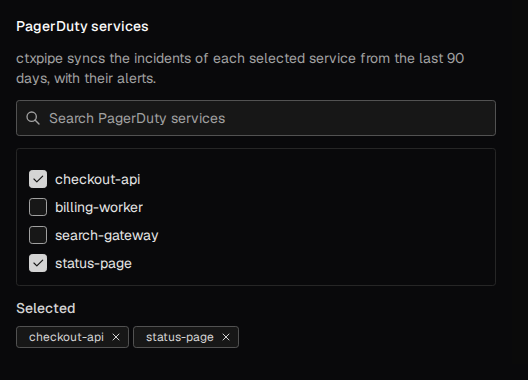 PagerDuty services
ctxpipe syncs the incidents of each selected service from the last 90
days, with their alerts.
Search PagerDuty services
checkout-api
billing-worker
search-gateway
status-page
Selected
checkout-api
status-page